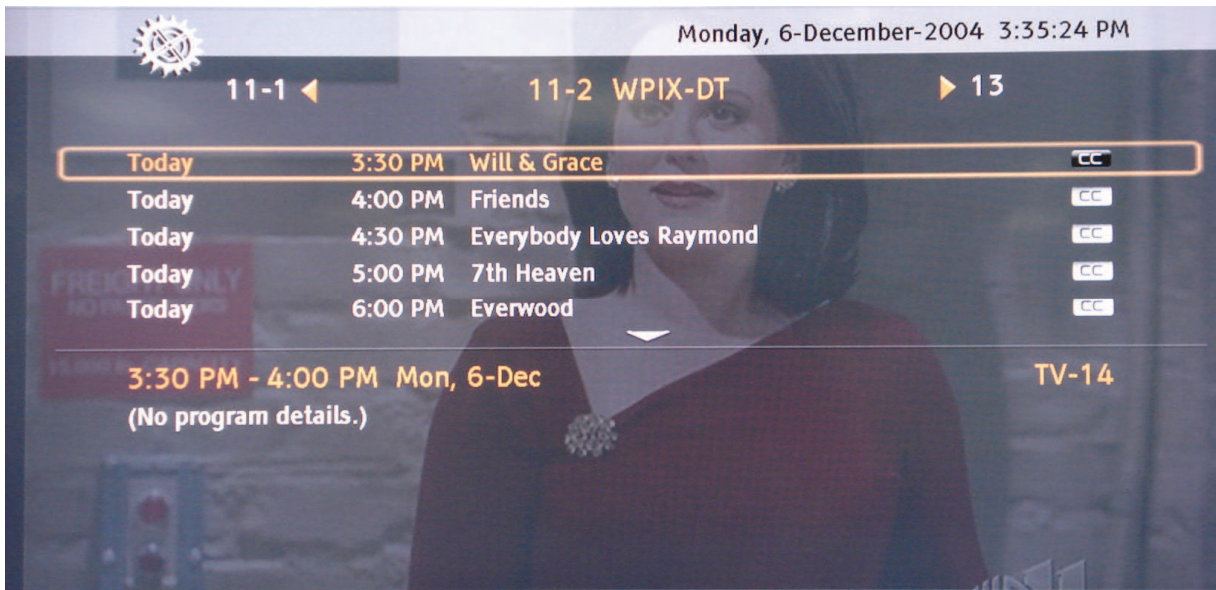 Monday, 6-December-2004 3:35:24 PM
11-1 11-2 WPIX-DT 13
Today 3:30 PM Will & Grace CC
Today 4:00 PM Friends CC
Today 4:30 PM Everybody Loves Raymond CC
Today 5:00 PM 7th Heaven CC
Today 6:00 PM Everwood CC
3:30 PM - 4:00 PM Mon, 6-Dec TV-14
(No program details.)
FREIGHT ONLY